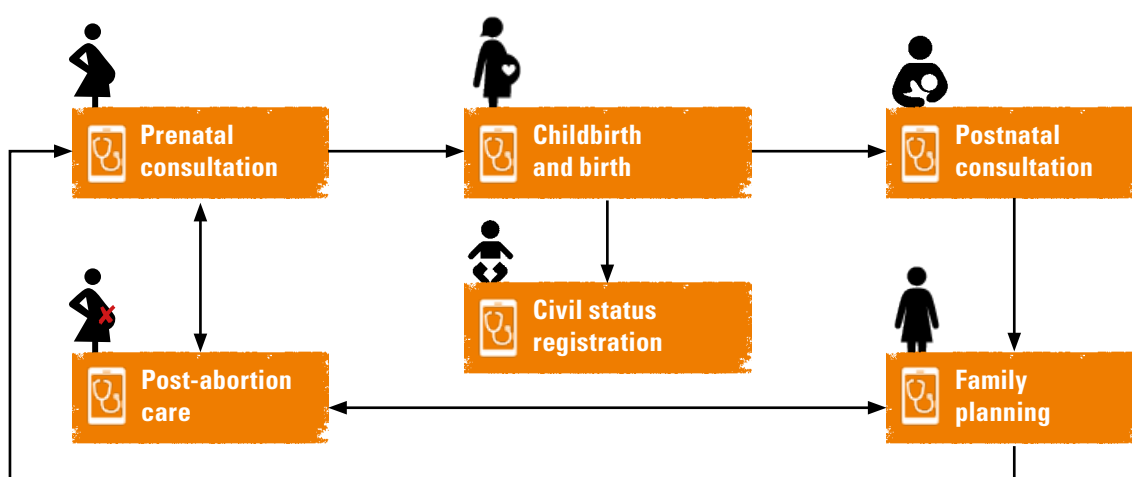 Prenatal
consultation
Childbirth
and birth
Postnatal
consultation
Civil status
registration
Post-abortion
care
Family
planning